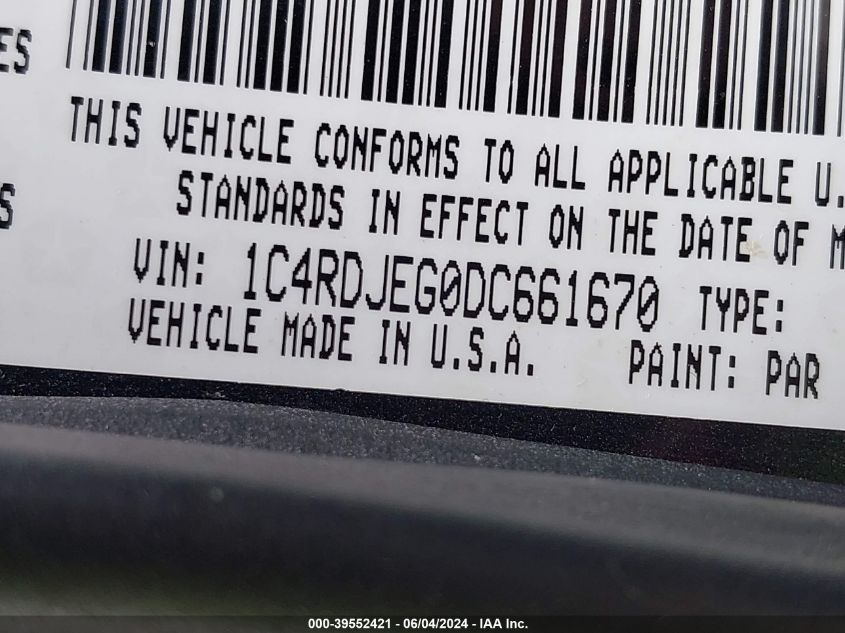 ES
THIS VEHICLE CONFORMS TO ALL APPLICABLE U.
S
STANDARDS IN EFFECT ON THE DATE OF M
VIN: 1C4RDJEG0DC661670 TYPE:
VEHICLE MADE IN U.S.A. PAINT: PAR
000-39552421 - 06/04/2024 - IAA Inc.